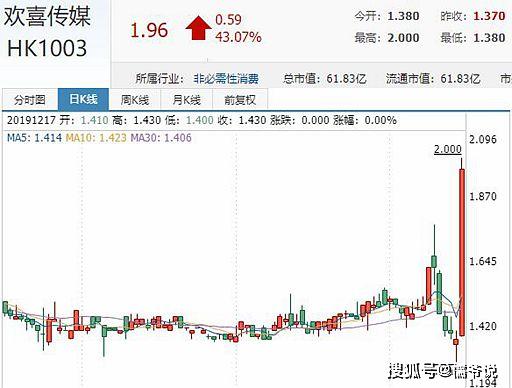 欢喜传媒
HK1003
1.96
0.59
43.07%
今开：1.380 昨收：1.370
最高：2.000 最低：1.380
所属行业：非必需性消费 总市值：61.83亿 流通市值：61.83亿 市
分时图 日K线 周K线 月K线 前复权
20191217 开：1.410 高：1.430 低：1.400 收：1.430 涨跌：0.000 涨幅：0.00%
MA5：1.414 MA10：1.423 MA30：1.406
2.096
2.000
1.870
1.645
1.420
1.194
搜狐号@儒爷说